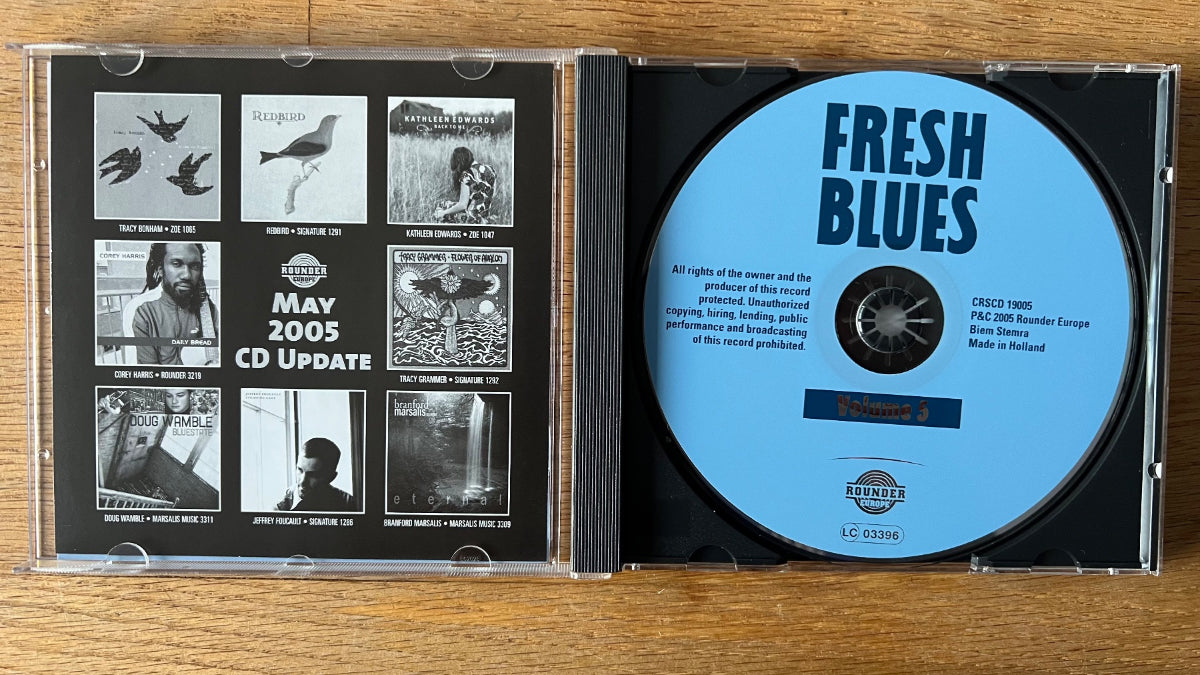 REDBIRD
KATHLEEN EDWARDS
BACK TO ME
TRACY BONHAM • ZOE 1065
REDBIRD • SIGNATURE 1291
KATHLEEN EDWARDS • ZOE 1047
COREY HARRIS
DAILY BREAD
ROUNDER
EUROPE
MAY
2005
CD UPDATE
TRACY GRAMMER • FLOWER OF AVALON
COREY HARRIS • ROUNDER 3219
TRACY GRAMMER • SIGNATURE 1292
DOUG WAMBLE
BLUESTATE
branford
marsalis
eternal
DOUG WAMBLE • MARSALIS MUSIC 3311
JEFFREY FOUCAULT • SIGNATURE 1286
BRANFORD MARSALIS • MARSALIS MUSIC 3309
FRESH
BLUES
All rights of the owner and the
producer of this record
protected. Unauthorized
copying, hiring, lending, public
performance and broadcasting
of this record prohibited.
CRSCD 19005
P&C 2005 Rounder Europe
Biem Stemra
Made in Holland
Volume 5
ROUNDER
EUROPE
LC 03396